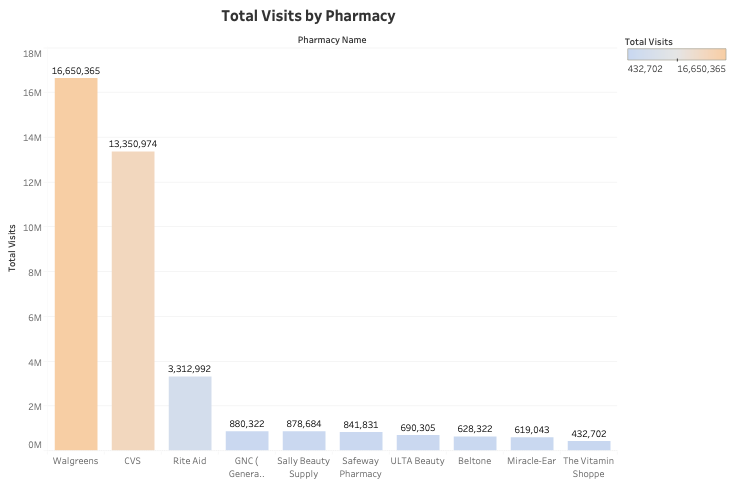 Total Visits by Pharmacy
Pharmacy Name
Total Visits
432,702 16,650,365
Total Visits
18M
16M
14M
12M
10M
8M
6M
4M
2M
0M
16,650,365
13,350,974
3,312,992
880,322
878,684
841,831
690,305
628,322
619,043
432,702
Walgreens
CVS
Rite Aid
GNC (
Genera..
Sally Beauty
Supply
Safeway
Pharmacy
ULTA Beauty
Beltone
Miracle-Ear
The Vitamin
Shoppe